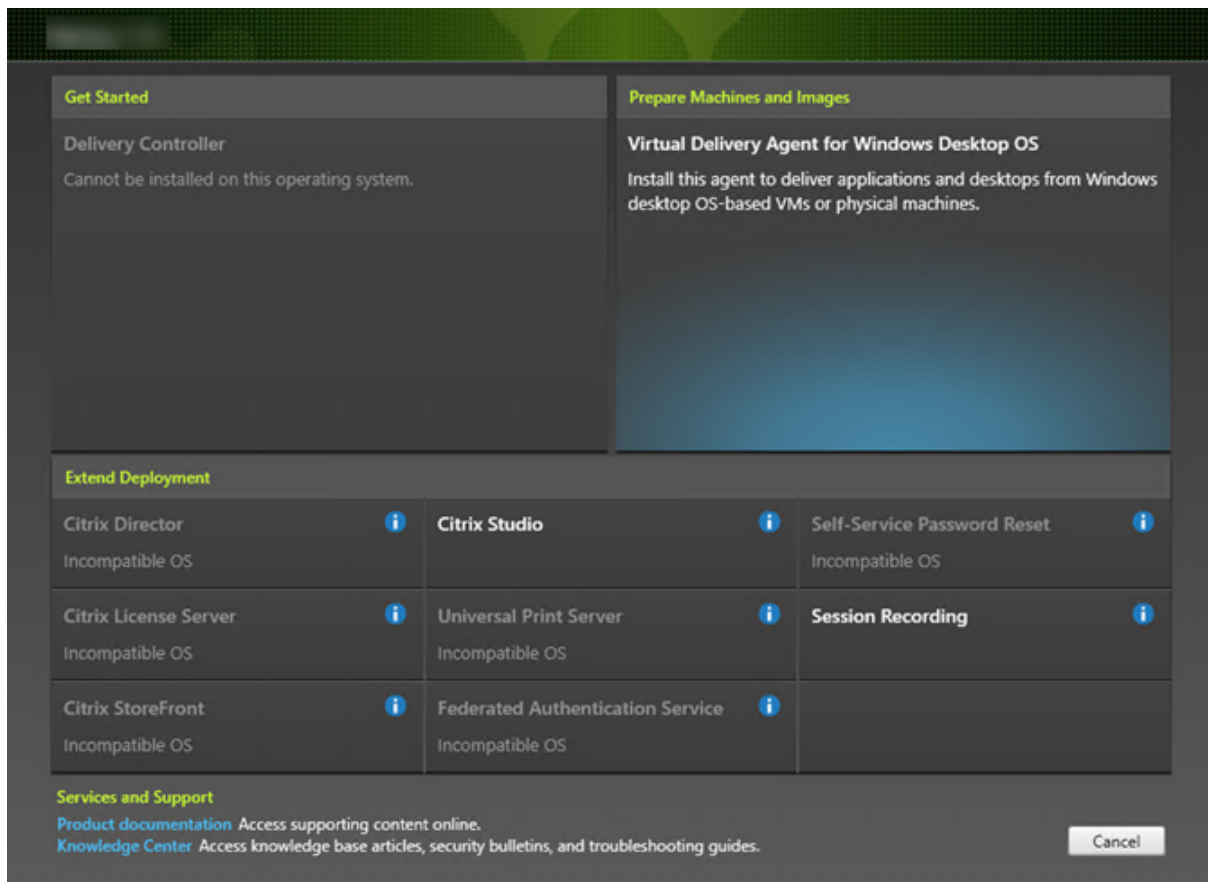 Get Started
Delivery Controller
Cannot be installed on this operating system.
Prepare Machines and Images
Virtual Delivery Agent for Windows Desktop OS
Install this agent to deliver applications and desktops from Windows
desktop OS-based VMs or physical machines.
Extend Deployment
Citrix Director
Incompatible OS
Citrix Studio
Self-Service Password Reset
Incompatible OS
Citrix License Server
Incompatible OS
Universal Print Server
Incompatible OS
Session Recording
Citrix StoreFront
Incompatible OS
Federated Authentication Service
Incompatible OS
Services and Support
Product documentation Access supporting content online.
Knowledge Center Access knowledge base articles, security bulletins, and troubleshooting guides.
Cancel